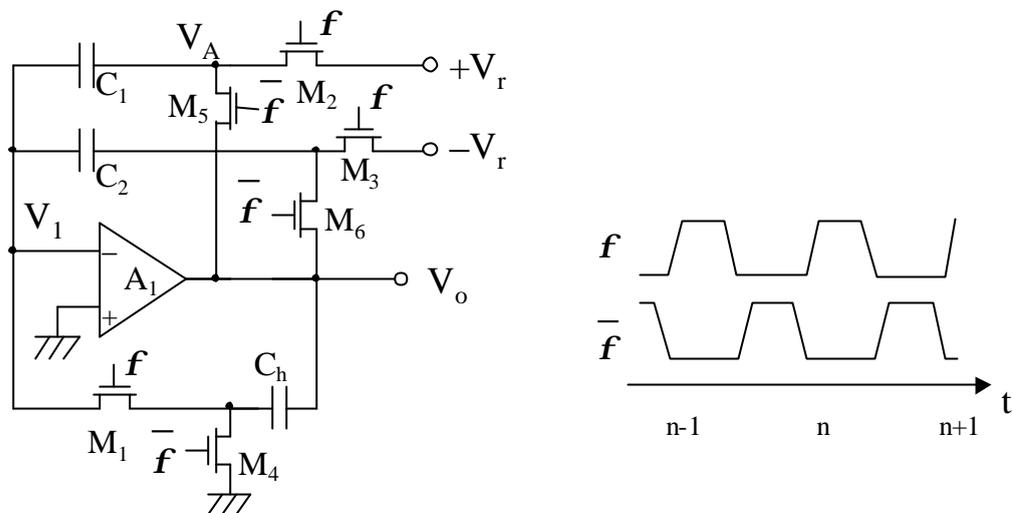 f
V_A
+V_r
C_1
M_2
M_5
f̅
f
−V_r
C_2
M_3
f̅
M_6
V_1
−
A_1
+
V_o
f
C_h
M_1
f̅
M_4
f
f̅
t
n-1 n n+1